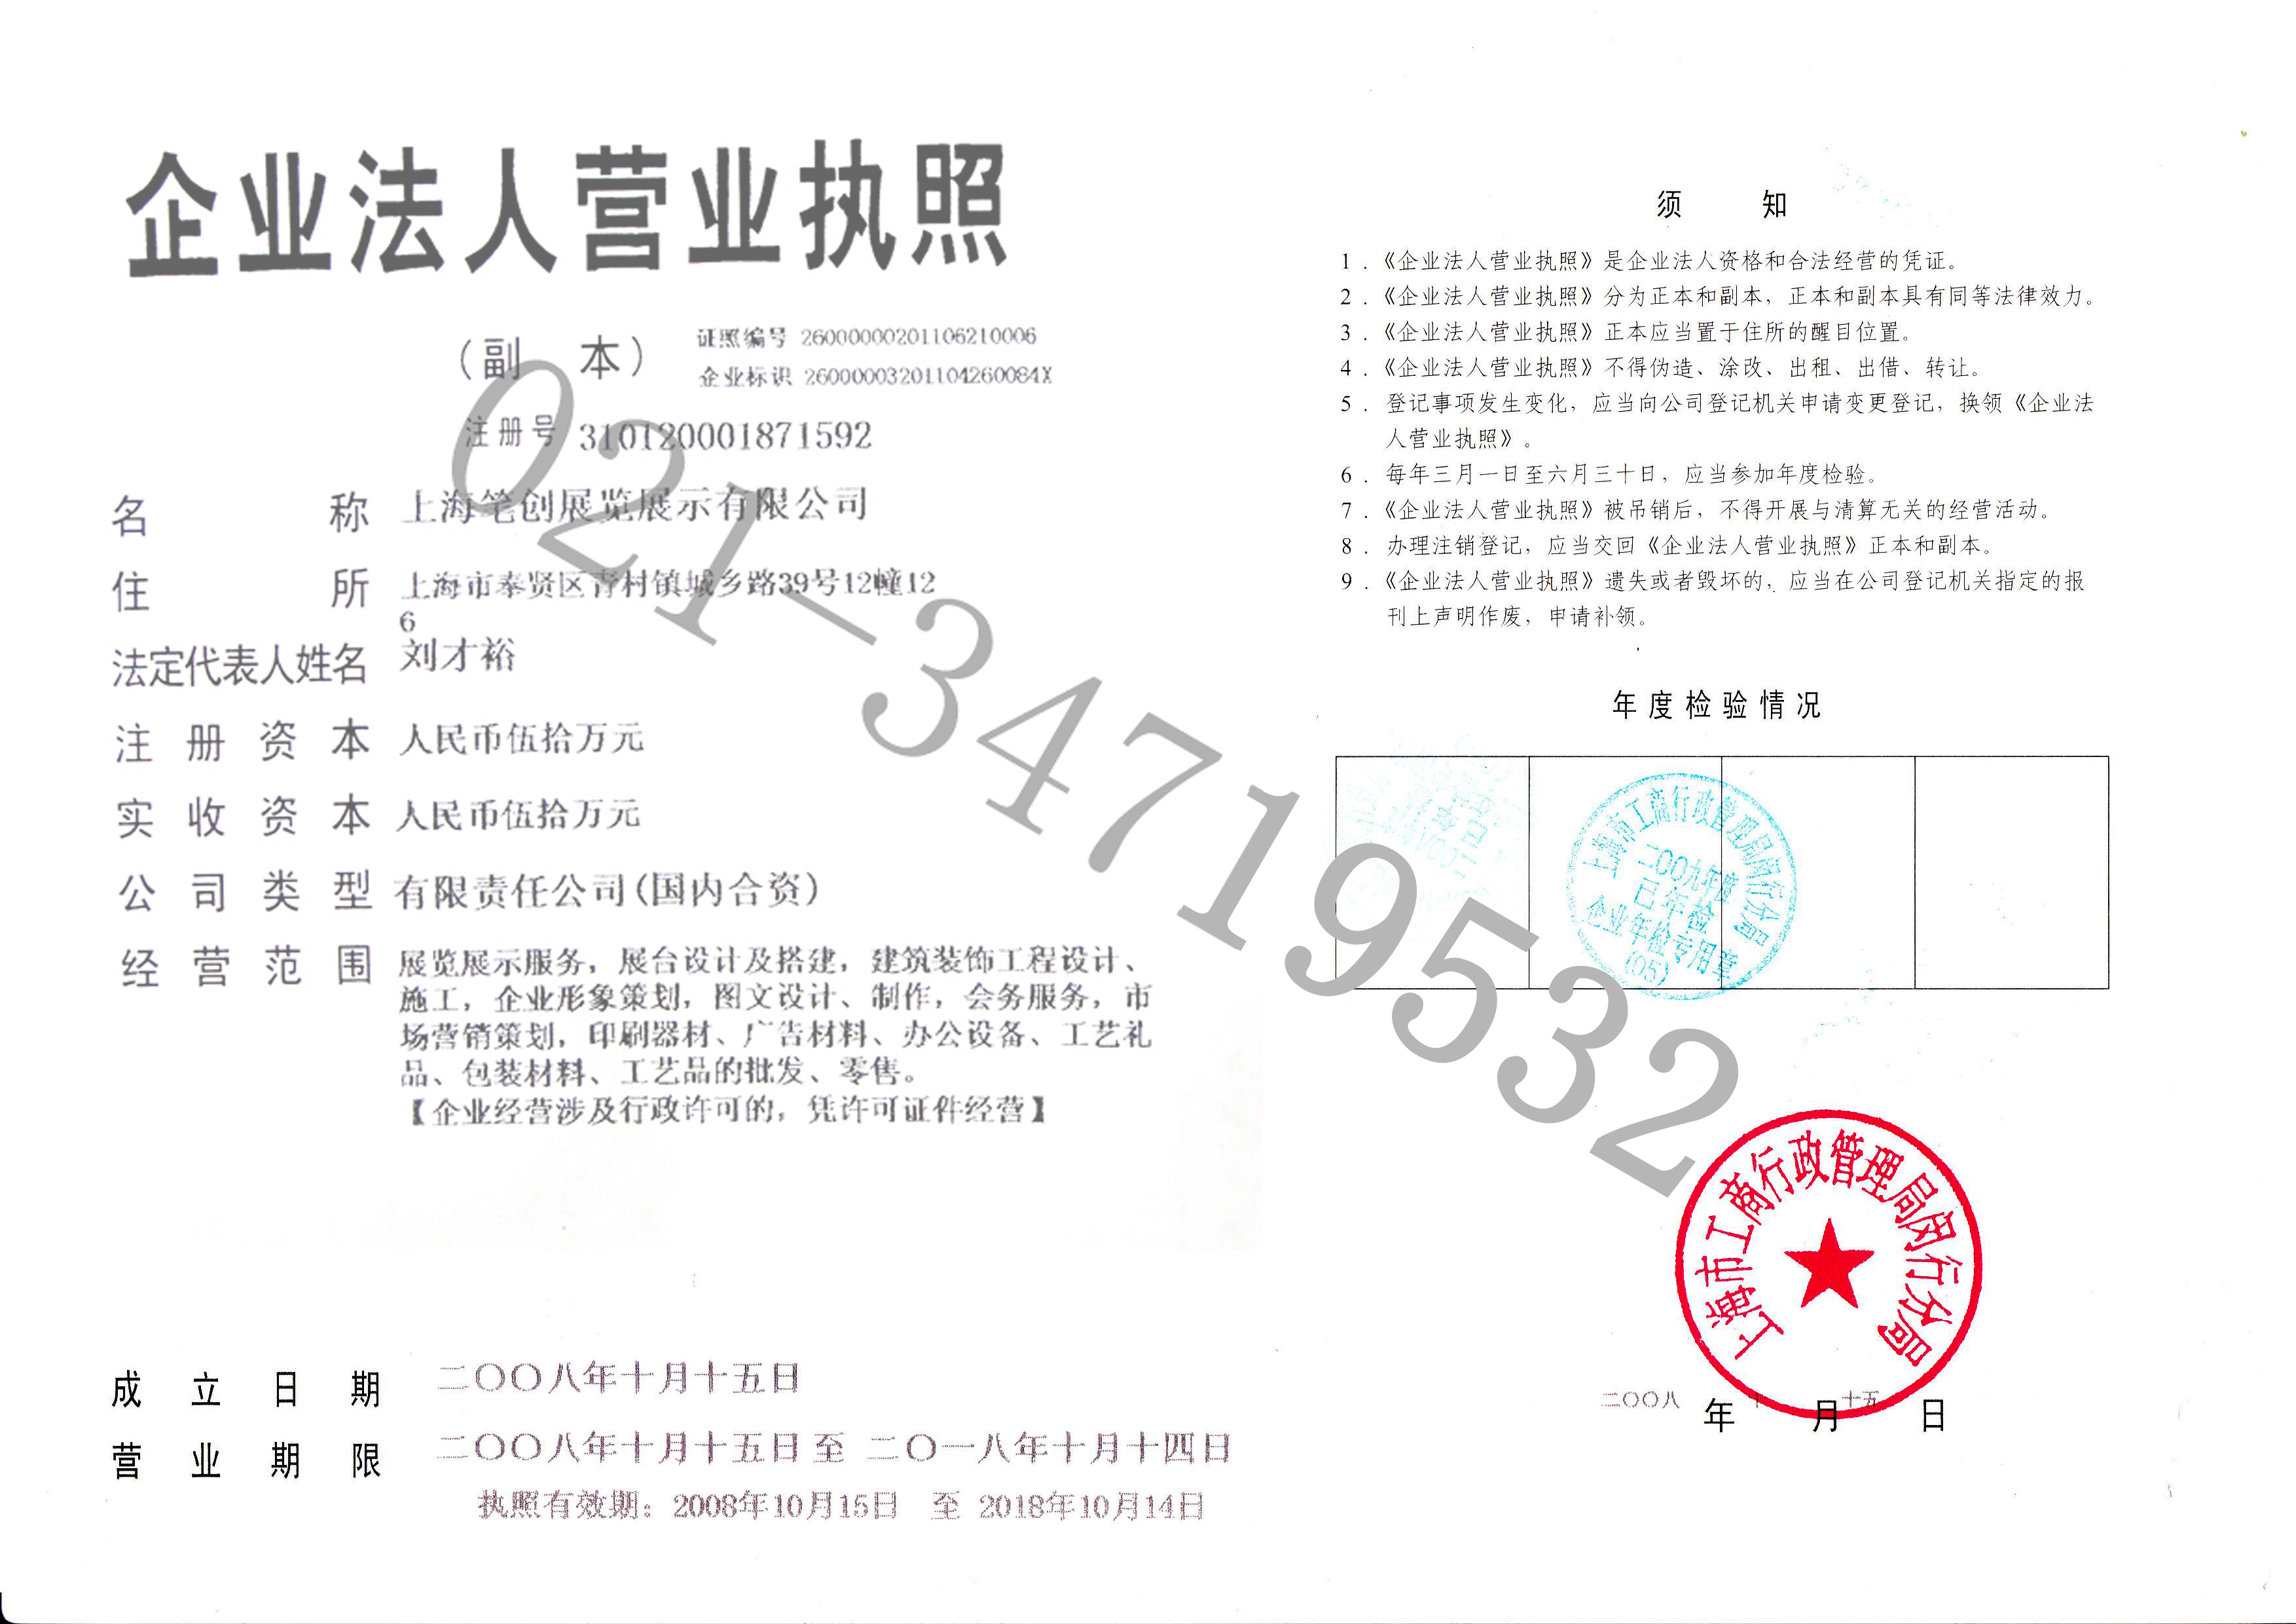 企业法人营业执照
（副 本）
证照编号 26000000201106210006
企业标识 26000003201104260084X
注册号 310120001871592
名 称 上海笔创展览展示有限公司
住 所 上海市奉贤区青村镇城乡路39号12幢12
6
法定代表人姓名 刘才裕
注 册 资 本 人民币伍拾万元
实 收 资 本 人民币伍拾万元
公 司 类 型 有限责任公司(国内合资)
经 营 范 围 展览展示服务，展台设计及搭建，建筑装饰工程设计、
施工，企业形象策划，图文设计、制作，会务服务，市
场营销策划，印刷器材、广告材料、办公设备、工艺礼
品、包装材料、工艺品的批发、零售。
【企业经营涉及行政许可的，凭许可证件经营】
成 立 日 期 二〇〇八年十月十五日
营 业 期 限 二〇〇八年十月十五日 至 二〇一八年十月十四日
执照有效期：2008年10月15日 至 2018年10月14日
021-34719532
须 知
1．《企业法人营业执照》是企业法人资格和合法经营的凭证。
2．《企业法人营业执照》分为正本和副本，正本和副本具有同等法律效力。
3．《企业法人营业执照》正本应当置于住所的醒目位置。
4．《企业法人营业执照》不得伪造、涂改、出租、出借、转让。
5．登记事项发生变化，应当向公司登记机关申请变更登记，换领《企业法
人营业执照》。
6．每年三月一日至六月三十日，应当参加年度检验。
7．《企业法人营业执照》被吊销后，不得开展与清算无关的经营活动。
8．办理注销登记，应当交回《企业法人营业执照》正本和副本。
9．《企业法人营业执照》遗失或者毁坏的，应当在公司登记机关指定的报
刊上声明作废，申请补领。
年度检验情况
上海市工商行政管理局闵行分局
二〇〇九年度
已年检
企业年检专用章
(05)
上海市工商行政管理局闵行分局
二〇〇八 年 十 月 十五 日